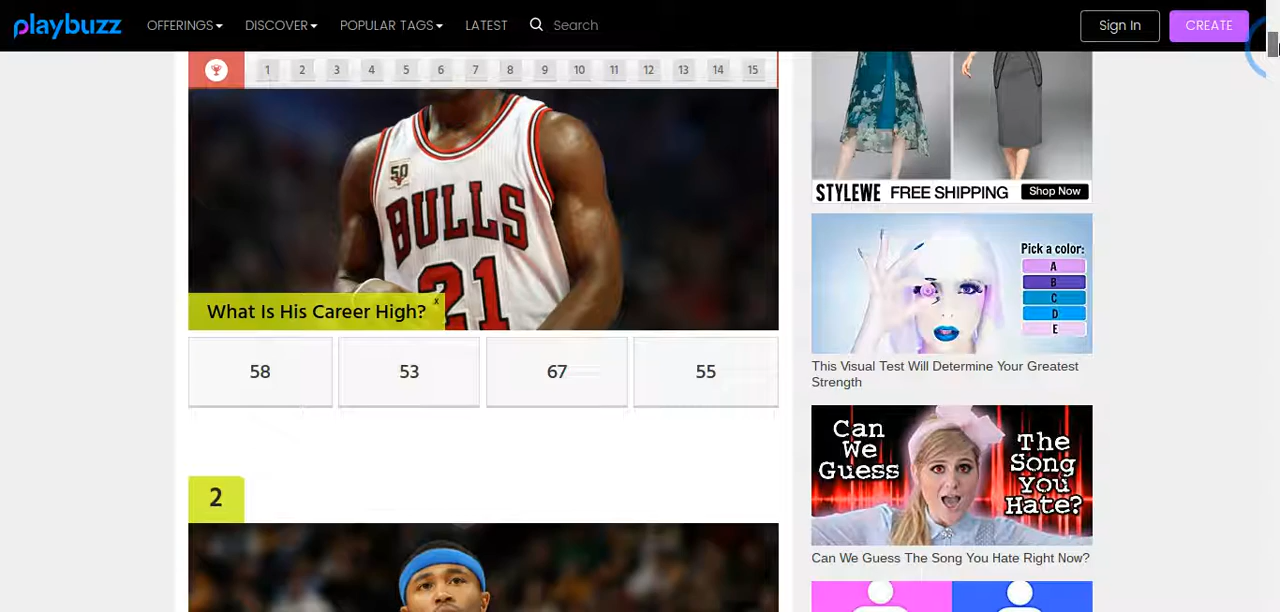 playbuzz OFFERINGS DISCOVER POPULAR TAGS LATEST Search Sign In CREATE
1 2 3 4 5 6 7 8 9 10 11 12 13 14 15
50
BULLS
21
What Is His Career High? x
58 53 67 55
2
STYLEWE FREE SHIPPING Shop Now
Pick a color:
A
B
C
D
E
This Visual Test Will Determine Your Greatest
Strength
Can We Guess The Song You Hate?
Can We Guess The Song You Hate Right Now?